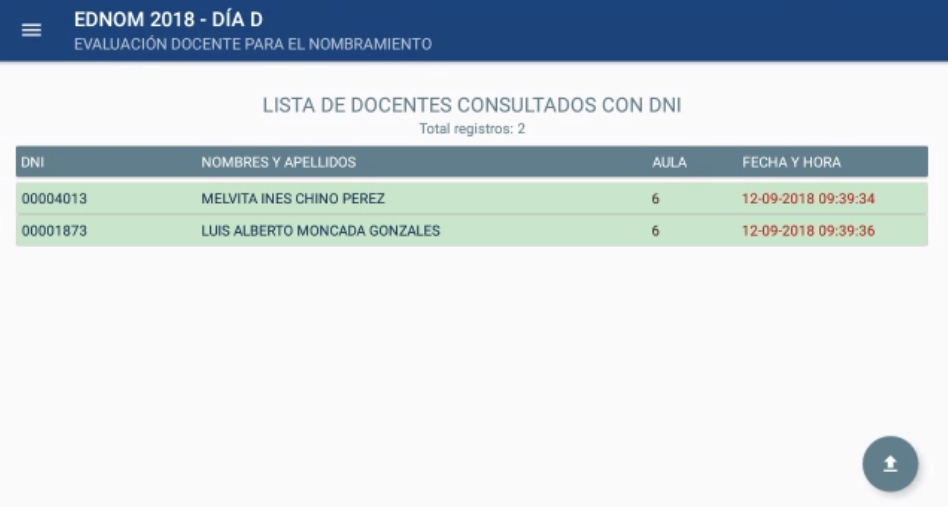 EDNOM 2018 - DÍA D
EVALUACIÓN DOCENTE PARA EL NOMBRAMIENTO
LISTA DE DOCENTES CONSULTADOS CON DNI
Total registros: 2
DNI NOMBRES Y APELLIDOS AULA FECHA Y HORA
00004013 MELVITA INES CHINO PEREZ 6 12-09-2018 09:39:34
00001873 LUIS ALBERTO MONCADA GONZALES 6 12-09-2018 09:39:36